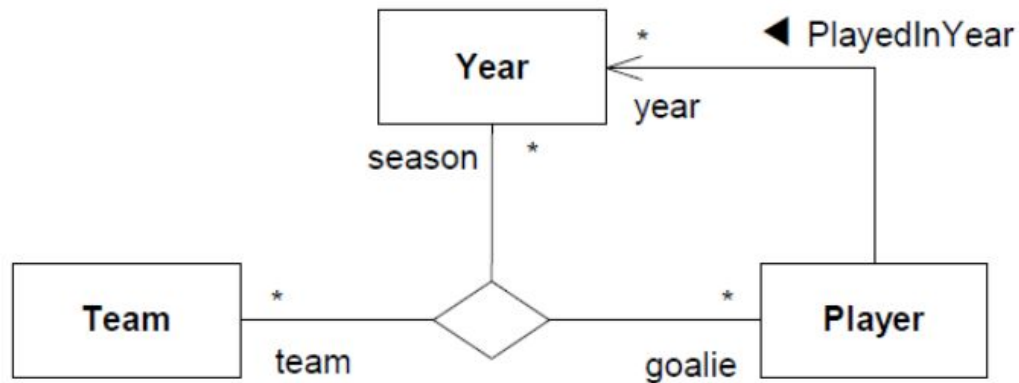 *
◀ PlayedInYear
Year
year
season
*
Team
*
*
Player
team
goalie